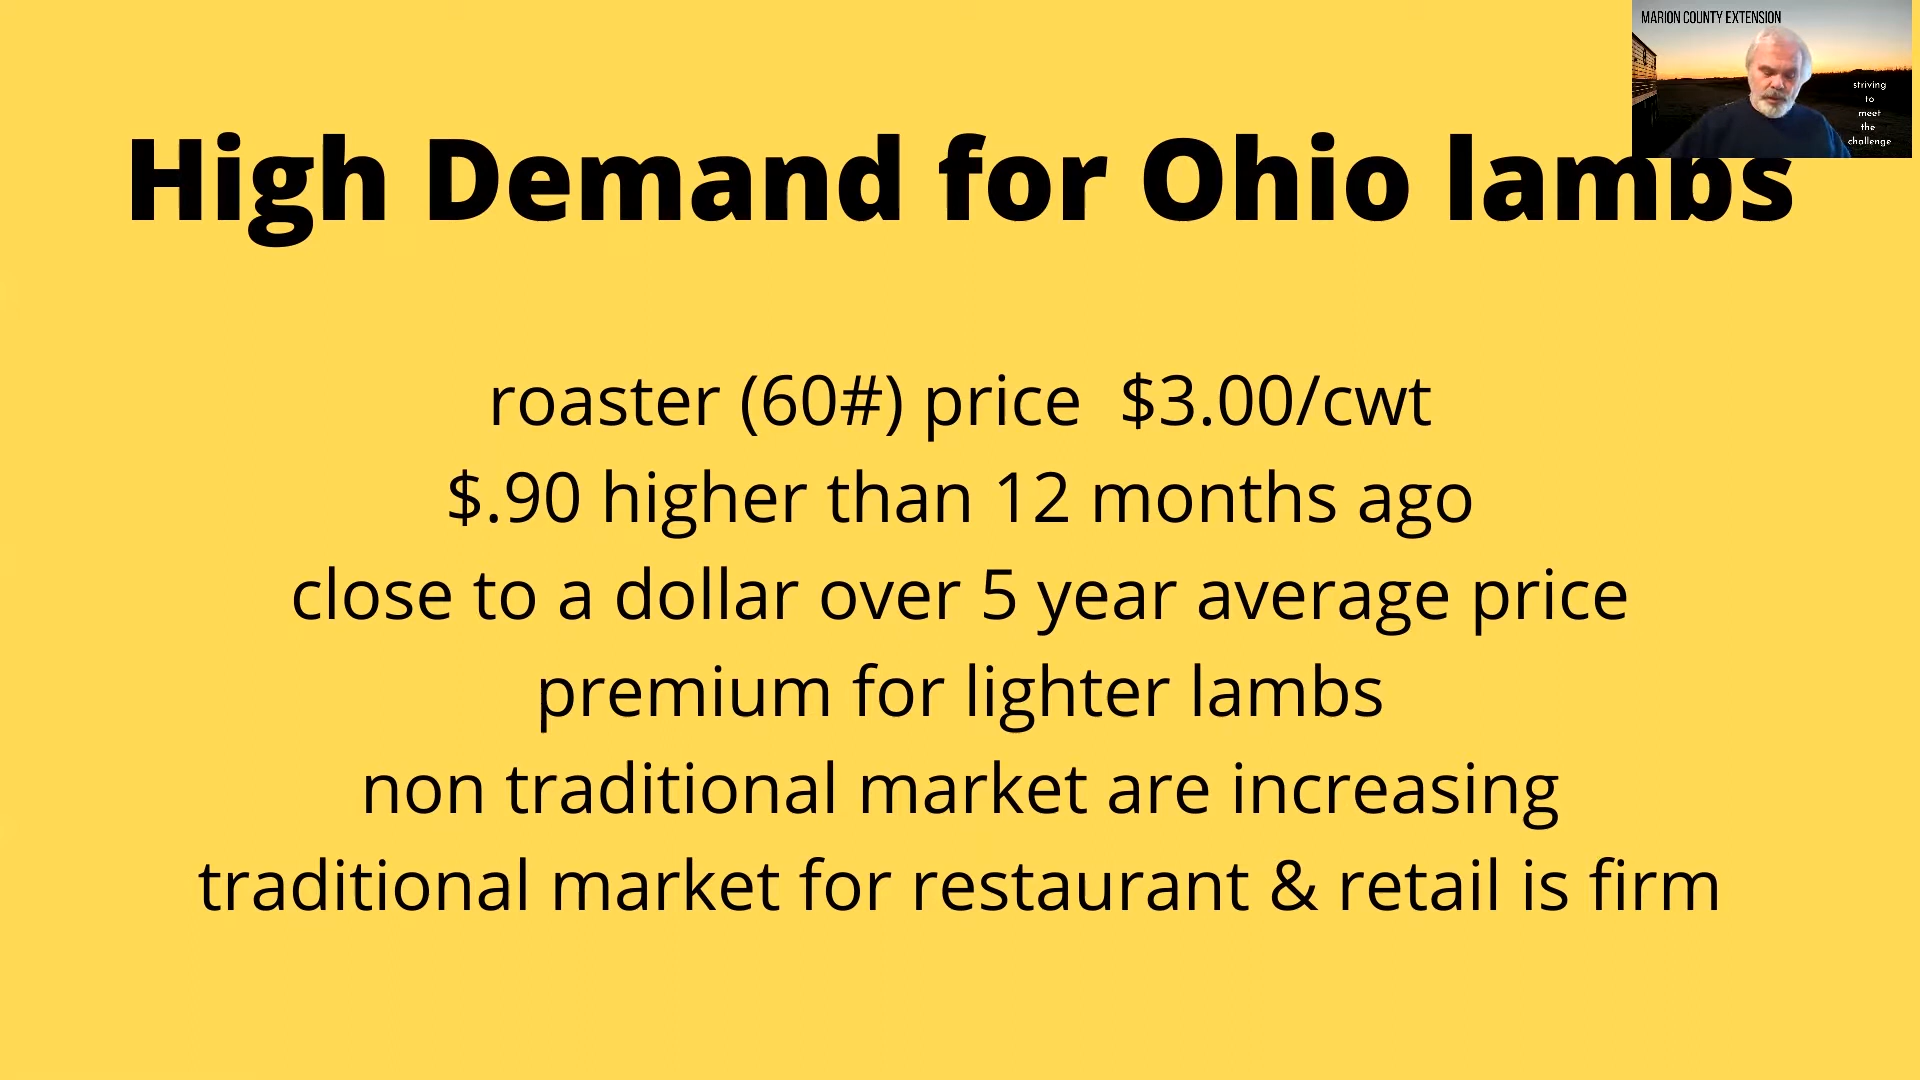 MARION COUNTY EXTENSION
striving
to
meet
the
challenge
High Demand for Ohio lambs
roaster (60#) price $3.00/cwt
$.90 higher than 12 months ago
close to a dollar over 5 year average price
premium for lighter lambs
non traditional market are increasing
traditional market for restaurant & retail is firm